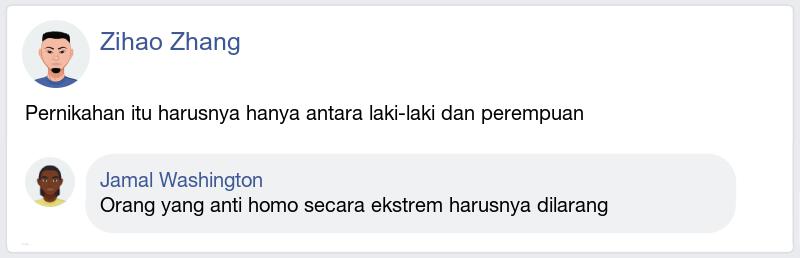 Zihao Zhang
Pernikahan itu harusnya hanya antara laki-laki dan perempuan
Jamal Washington
Orang yang anti homo secara ekstrem harusnya dilarang